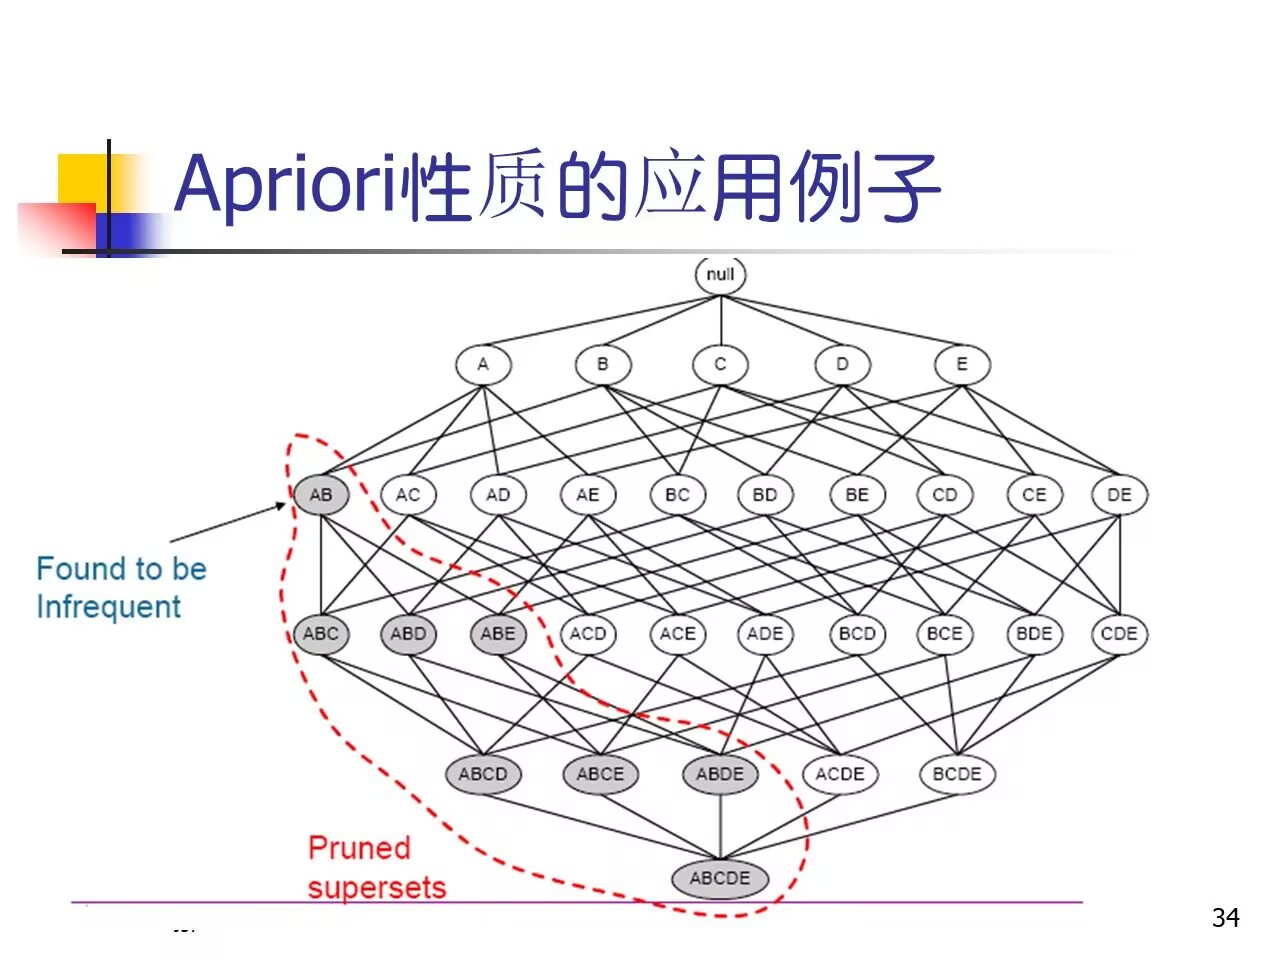 Apriori性质的应用例子
null
A B C D E
AB AC AD AE BC BD BE CD CE DE
Found to be
Infrequent
ABC ABD ABE ACD ACE ADE BCD BCE BDE CDE
ABCD ABCE ABDE ACDE BCDE
Pruned
supersets
ABCDE
34